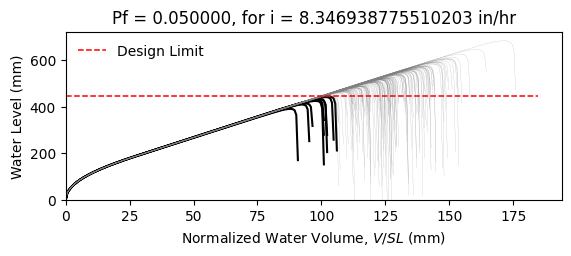 Pf = 0.050000, for i = 8.346938775510203 in/hr
Design Limit
Water Level (mm)
600
400
200
0
0 25 50 75 100 125 150 175
Normalized Water Volume, V/SL (mm)